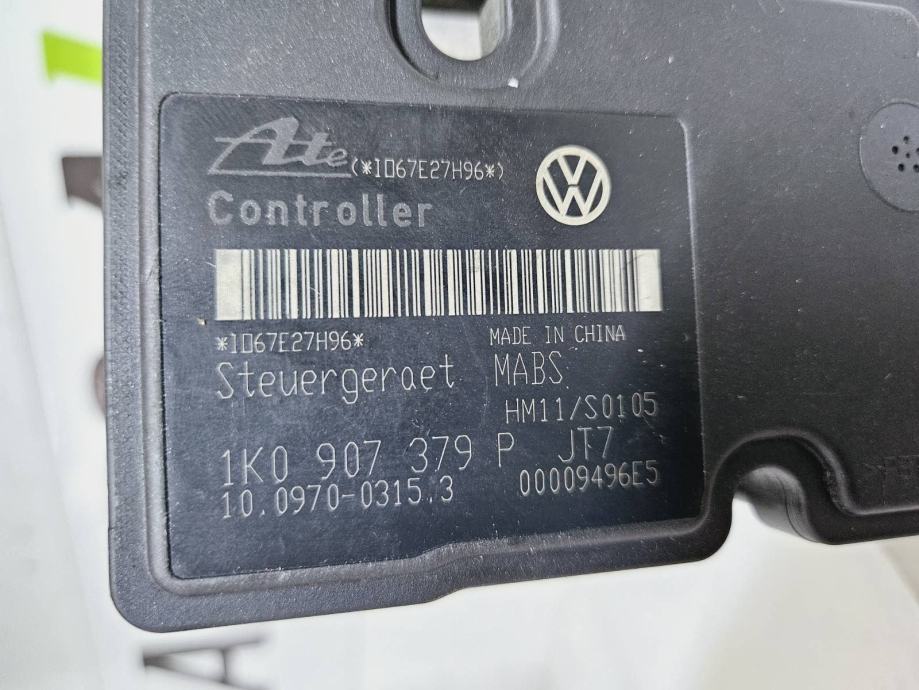 Ate (*1067E27H96*)
Controller
*1067E27H96* MADE IN CHINA
Steuergeraet MABS
HM11/S0105
1K0 907 379 P JT7
10.0970-0315.3 00009496E5